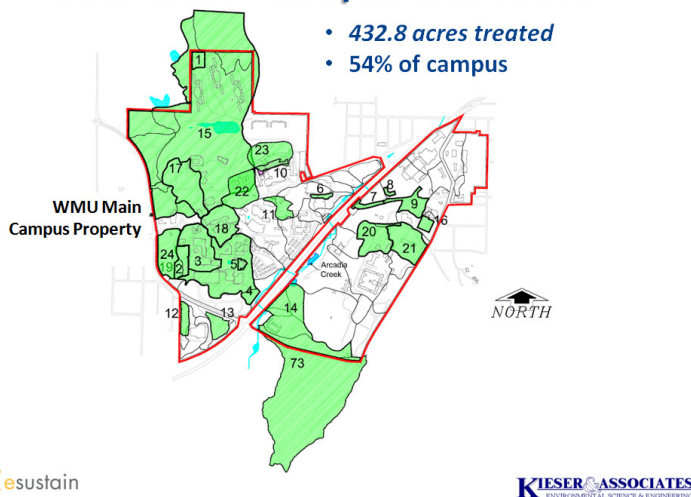 • 432.8 acres treated
• 54% of campus
1
15
23
10
17
22
6
8
7
9
16
11
18
20
21
24
19
2
3
5
4
WMU Main
Campus Property
Arcadia
Creek
12
13
14
NORTH
73
esustain
KIESER & ASSOCIATES
ENVIRONMENTAL SCIENCE & ENGINEERING